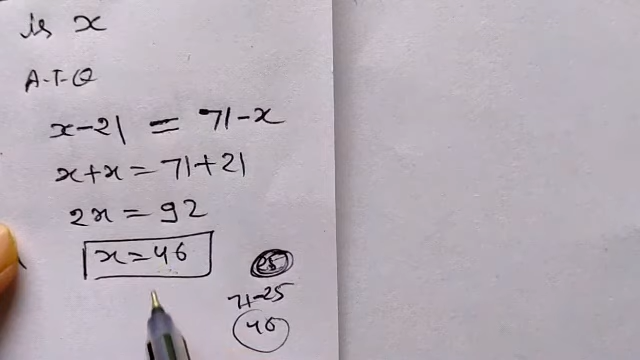 is x
A-T-Q
x-21 = 71-x
x+x=71+21
2x=92
x=46
25
71-25
46